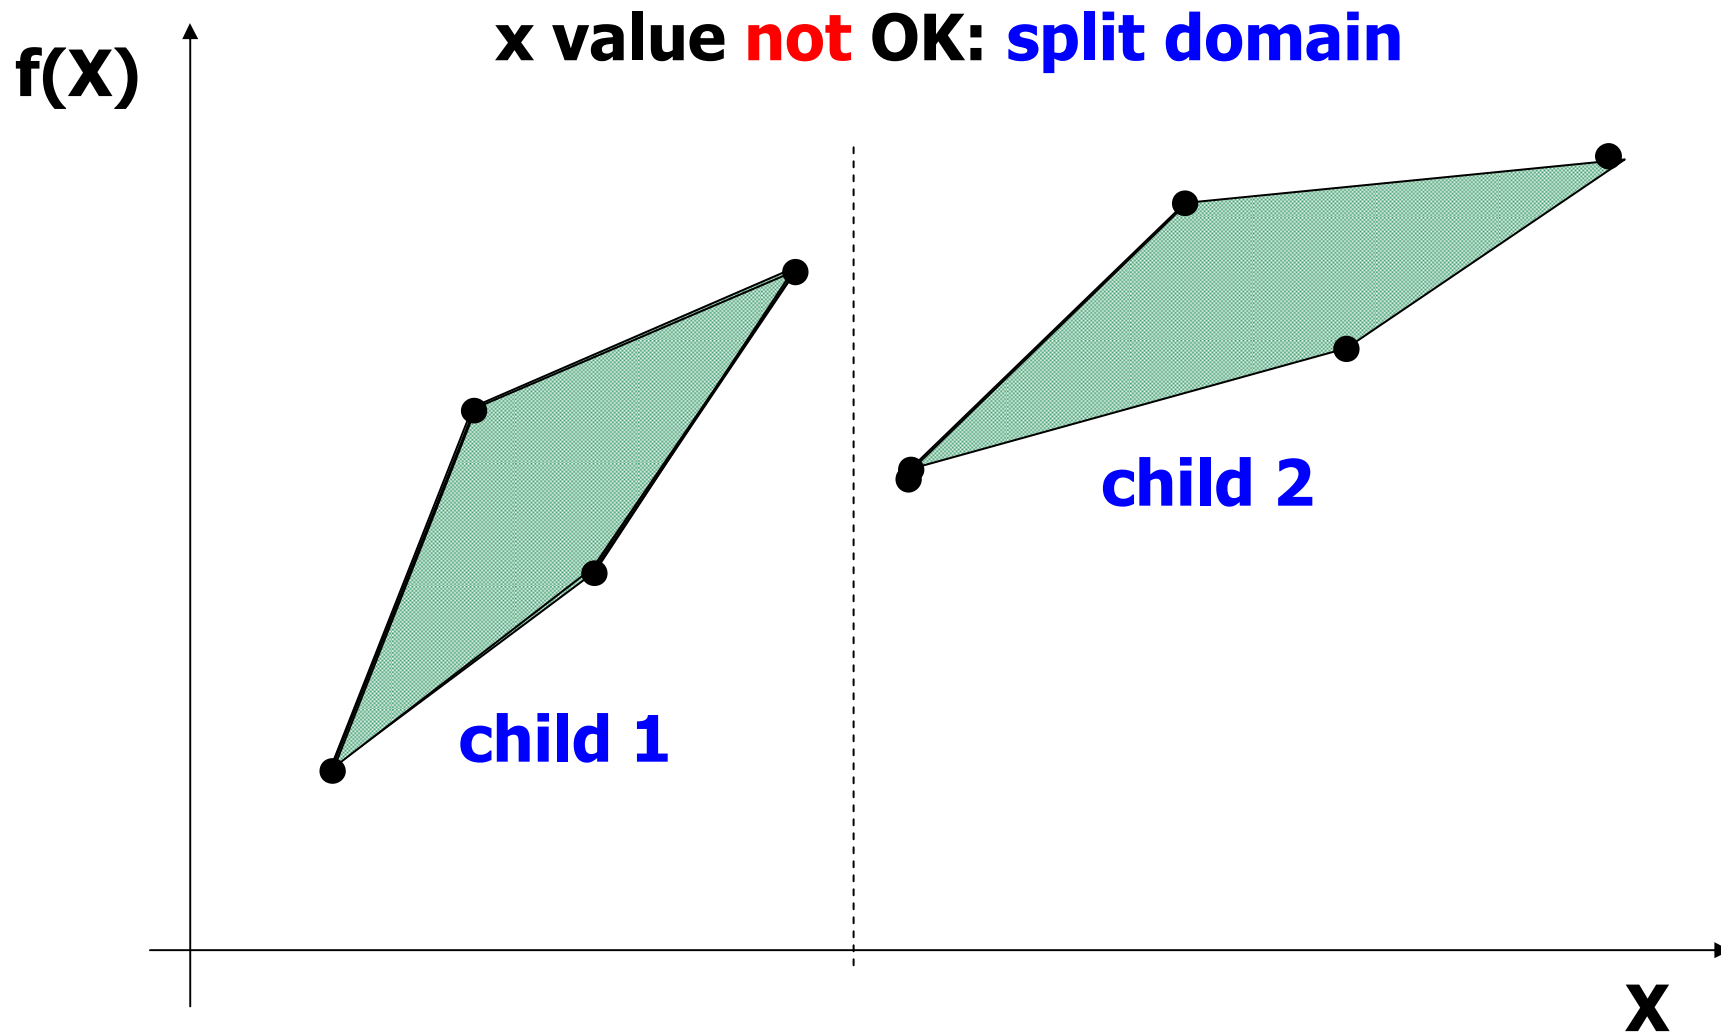 x value not OK: split domain
f(X)
child 2
child 1
X